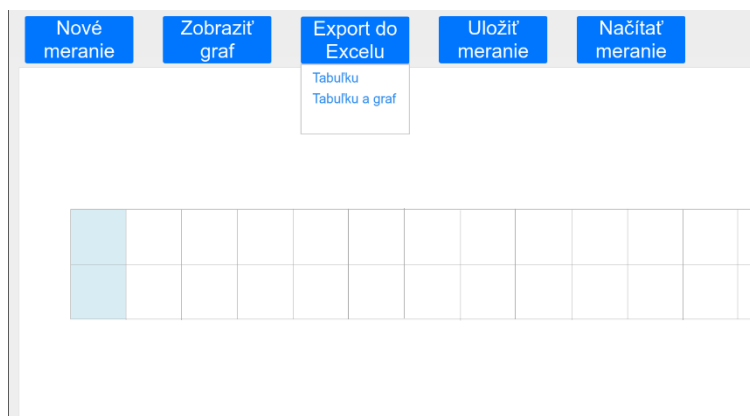 Nové
meranie
Zobraziť
graf
Export do
Excelu
Uložiť
meranie
Načítať
meranie
Tabuľku
Tabuľku a graf